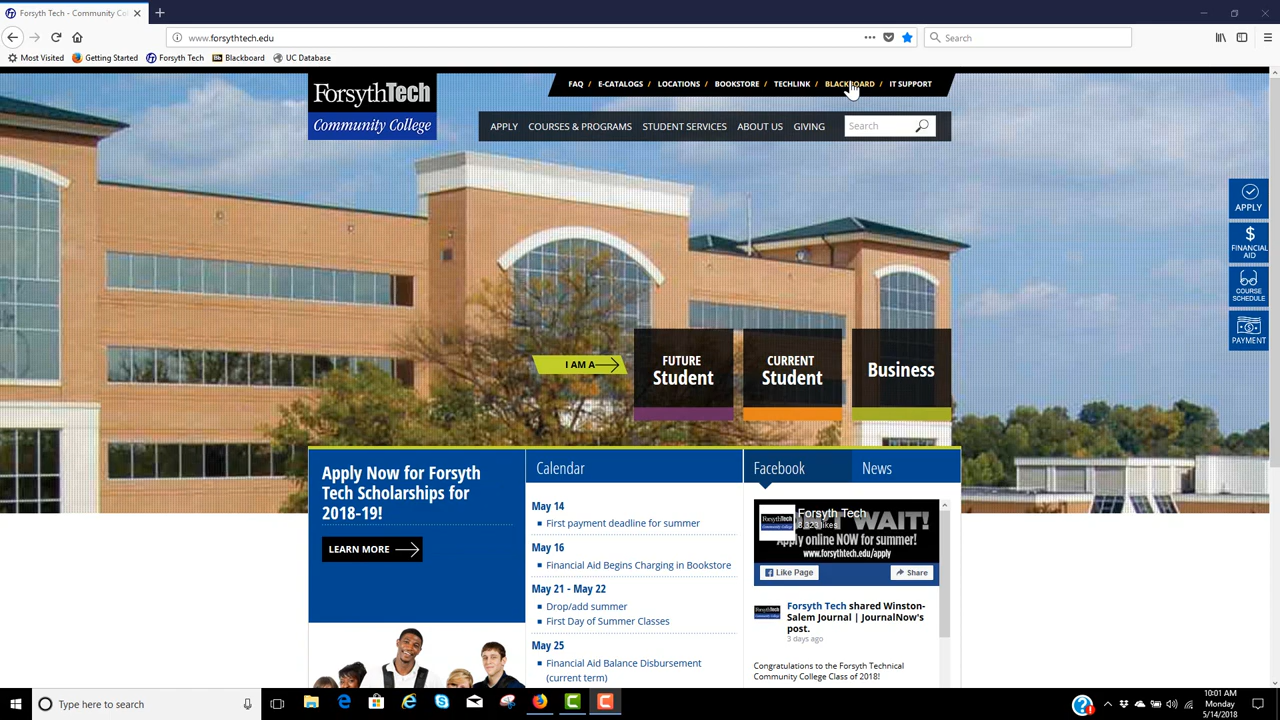 Forsyth Tech - Community Col
www.forsythtech.edu
Search
Most Visited
Getting Started
Forsyth Tech
Blackboard
UC Database
ForsythTech
Community College
FAQ / E-CATALOGS / LOCATIONS / BOOKSTORE / TECHLINK / BLACKBOARD / IT SUPPORT
APPLY COURSES & PROGRAMS STUDENT SERVICES ABOUT US GIVING
Search
APPLY
$
FINANCIAL
AID
COURSE
SCHEDULE
PAYMENT
I AM A
FUTURE
Student
CURRENT
Student
Business
Apply Now for Forsyth
Tech Scholarships for
2018-19!
LEARN MORE
Calendar
May 14
First payment deadline for summer
May 16
Financial Aid Begins Charging in Bookstore
May 21 - May 22
Drop/add summer
First Day of Summer Classes
May 25
Financial Aid Balance Disbursement
(current term)
Facebook
News
Forsyth Tech
8,323 likes
WAIT!
Apply online NOW for summer!
www.forsythtech.edu/apply
Like Page
Share
Forsyth Tech shared Winston-
Salem Journal | JournalNow's
post.
3 days ago
Congratulations to the Forsyth Technical
Community College Class of 2018!
Type here to search
10:01 AM
Monday
5/14/2018